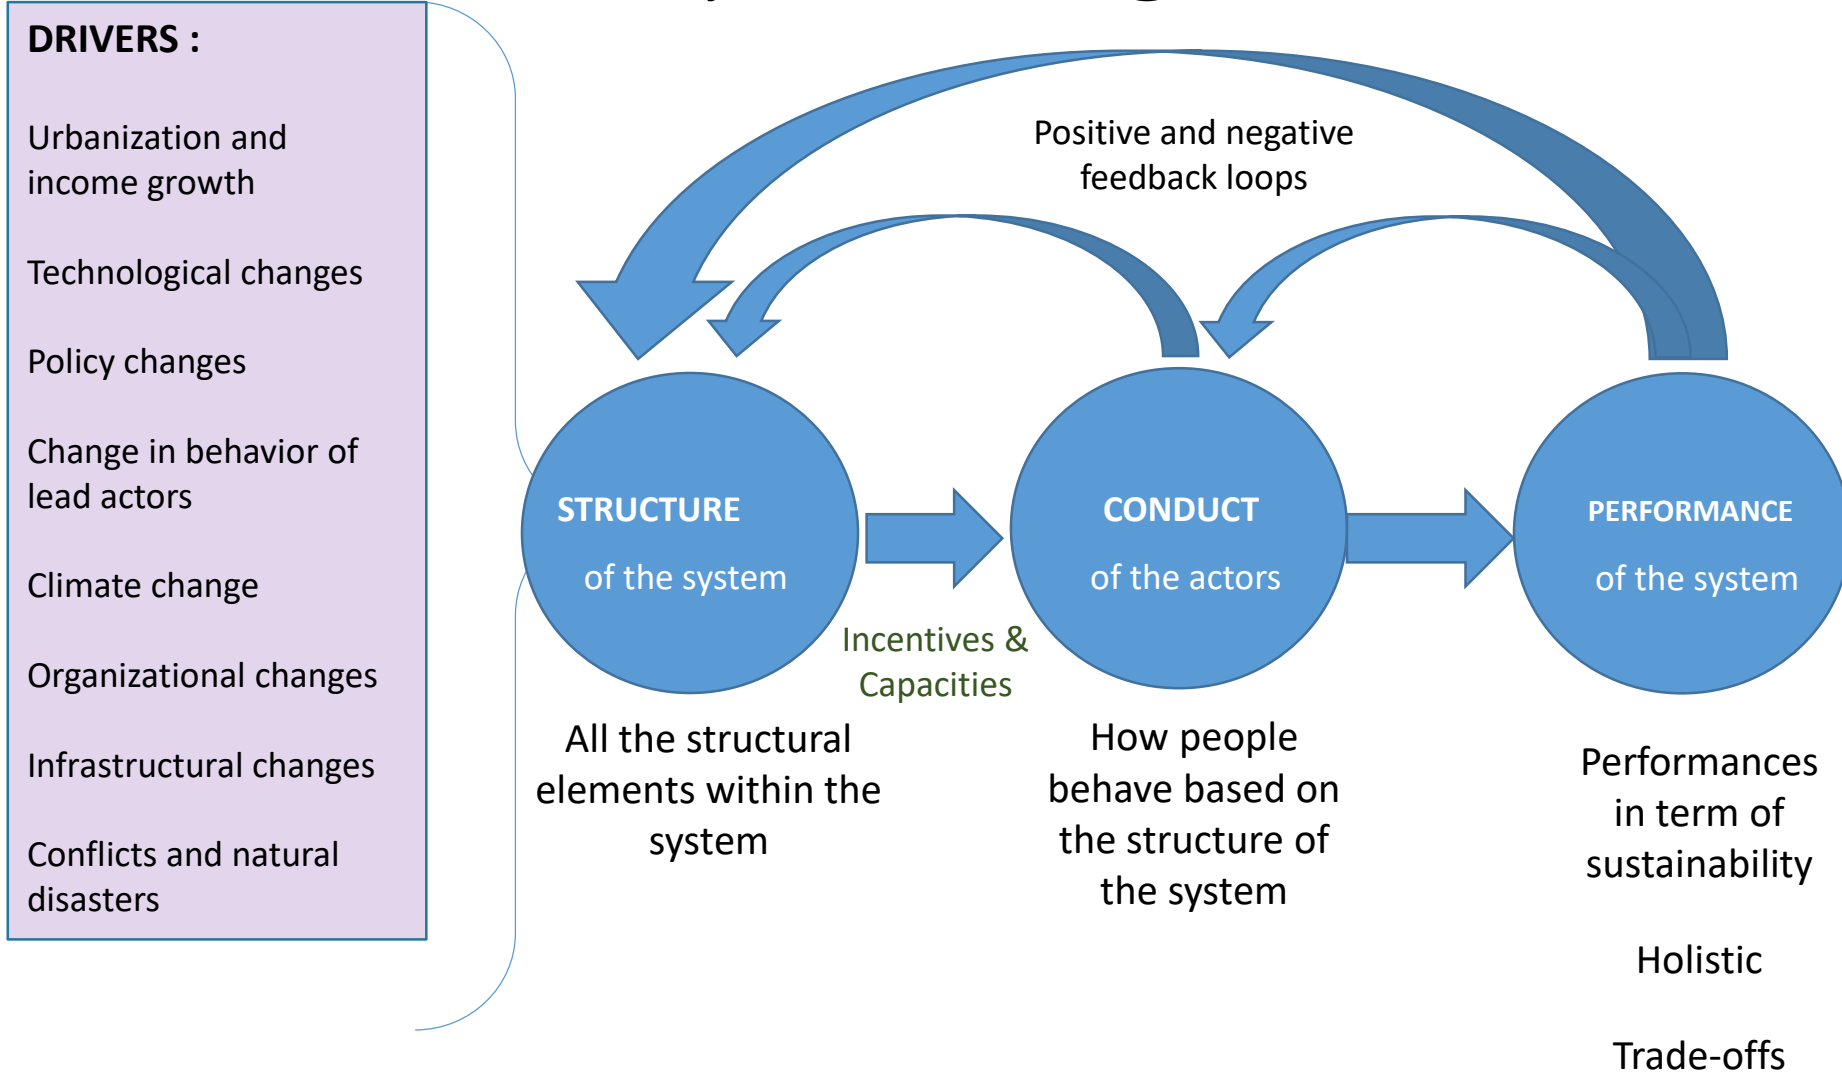 DRIVERS :
Urbanization and
income growth
Technological changes
Policy changes
Change in behavior of
lead actors
Climate change
Organizational changes
Infrastructural changes
Conflicts and natural
disasters
Positive and negative
feedback loops
STRUCTURE
of the system
Incentives &
Capacities
CONDUCT
of the actors
PERFORMANCE
of the system
All the structural
elements within the
system
How people
behave based on
the structure of
the system
Performances
in term of
sustainability
Holistic
Trade-offs